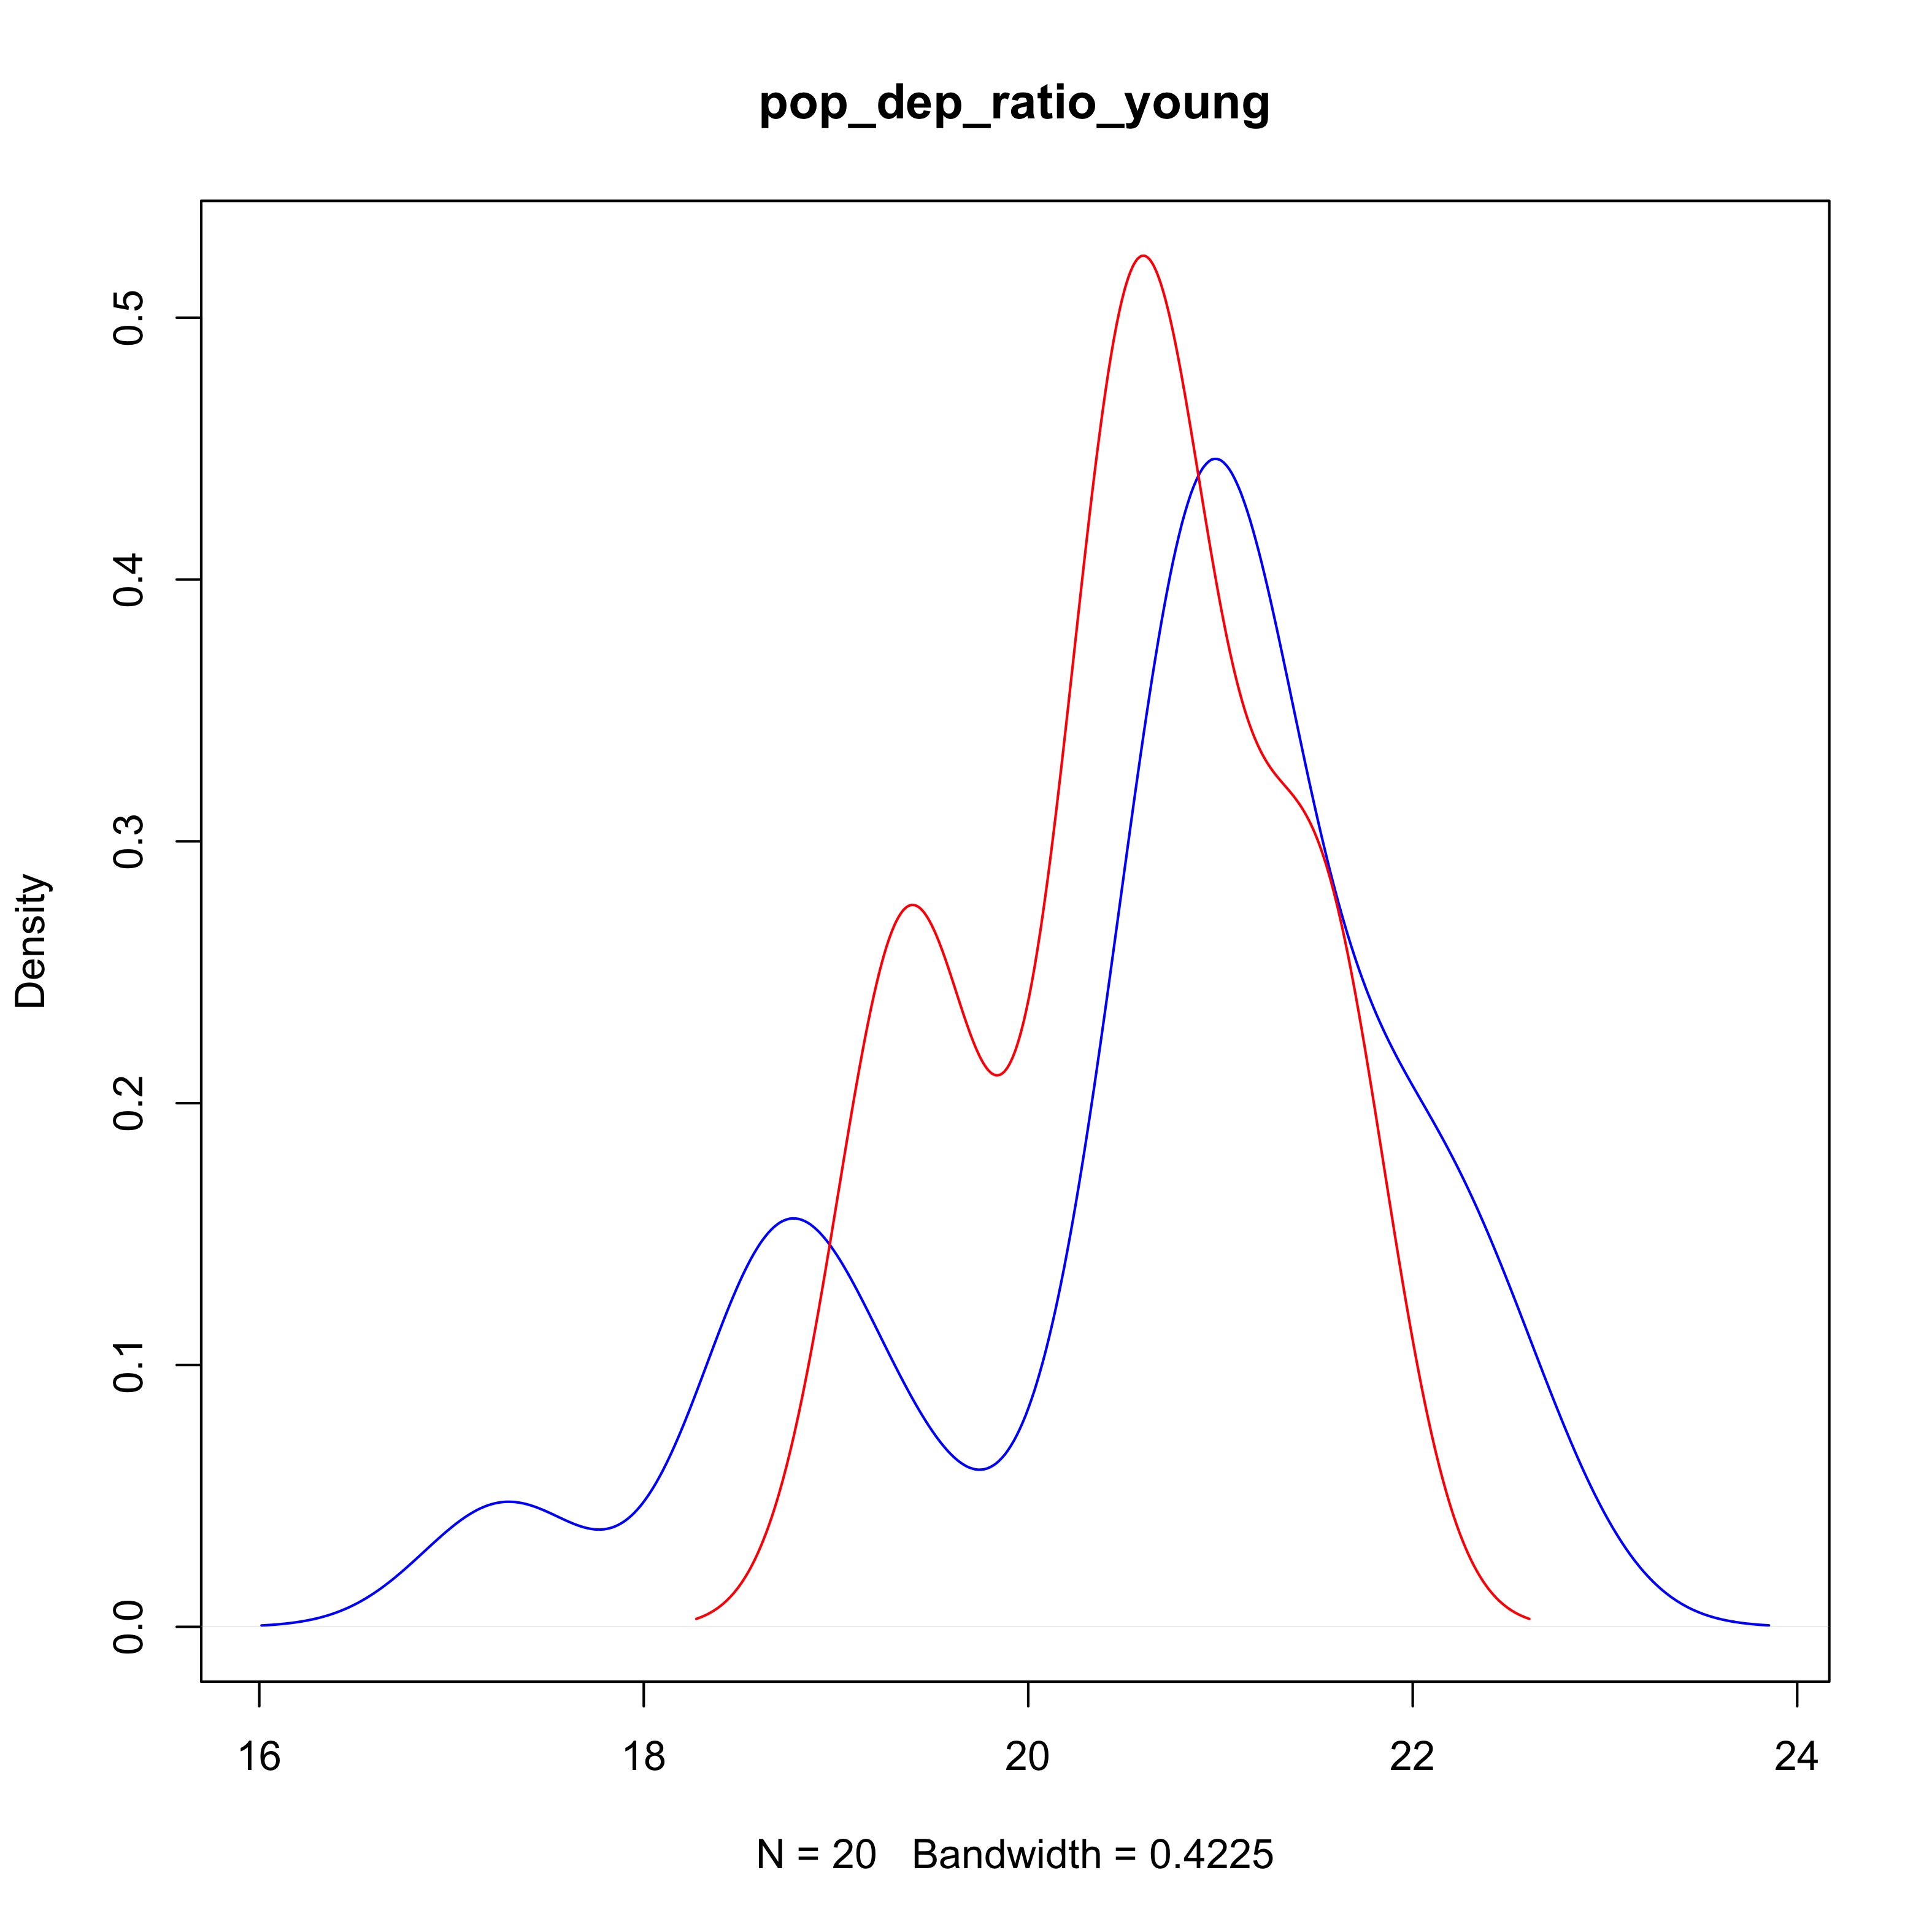 pop_dep_ratio_young
Density
0.5
0.4
0.3
0.2
0.1
0.0
16 18 20 22 24
N = 20 Bandwidth = 0.4225